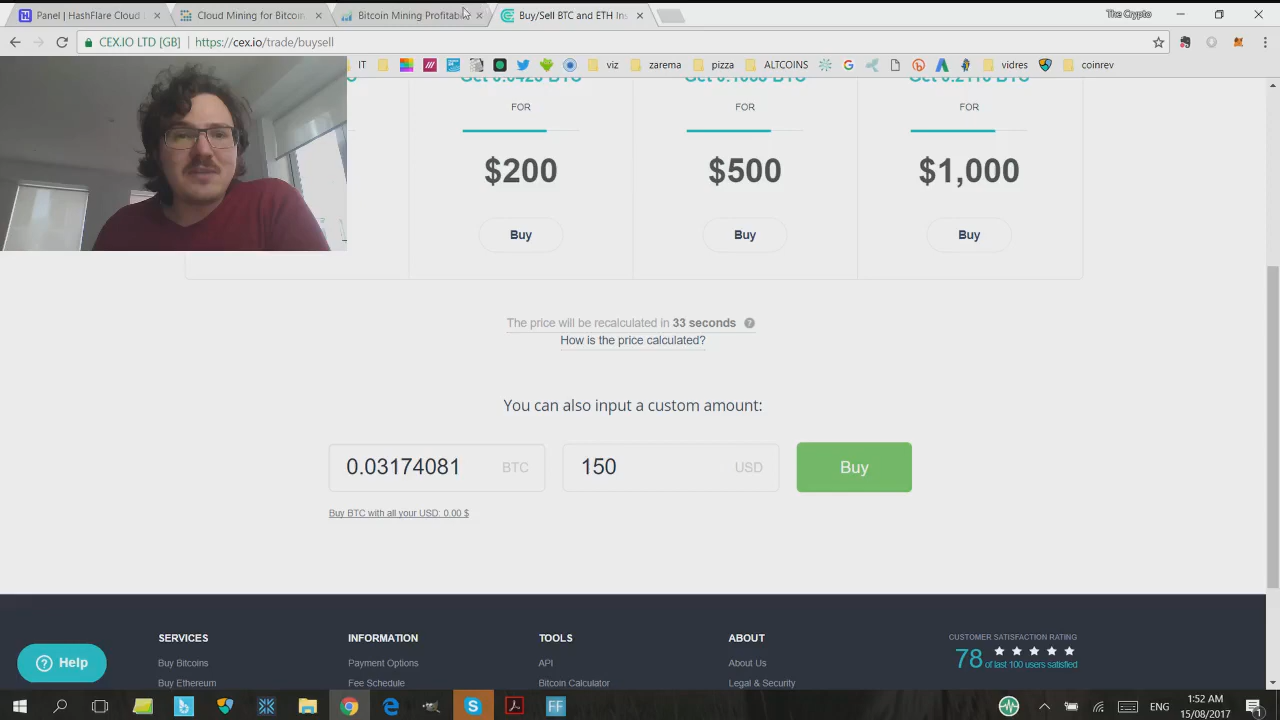 Panel | HashFlare Cloud
Cloud Mining for Bitcoin
Bitcoin Mining Profitab
Buy/Sell BTC and ETH Ins
The Crypto
CEX.IO LTD [GB]
https://cex.io/trade/buysell
IT
viz
zarema
pizza
ALTCOINS
vidres
coinrev
FOR
FOR
FOR
$200
$500
$1,000
Buy
Buy
Buy
The price will be recalculated in 33 seconds
How is the price calculated?
You can also input a custom amount:
0.03174081 BTC
150 USD
Buy
Buy BTC with all your USD: 0.00 $
SERVICES
Buy Bitcoins
Buy Ethereum
INFORMATION
Payment Options
Fee Schedule
TOOLS
API
Bitcoin Calculator
ABOUT
About Us
Legal & Security
CUSTOMER SATISFACTION RATING
78 of last 100 users satisfied
Help
ENG
1:52 AM
15/08/2017